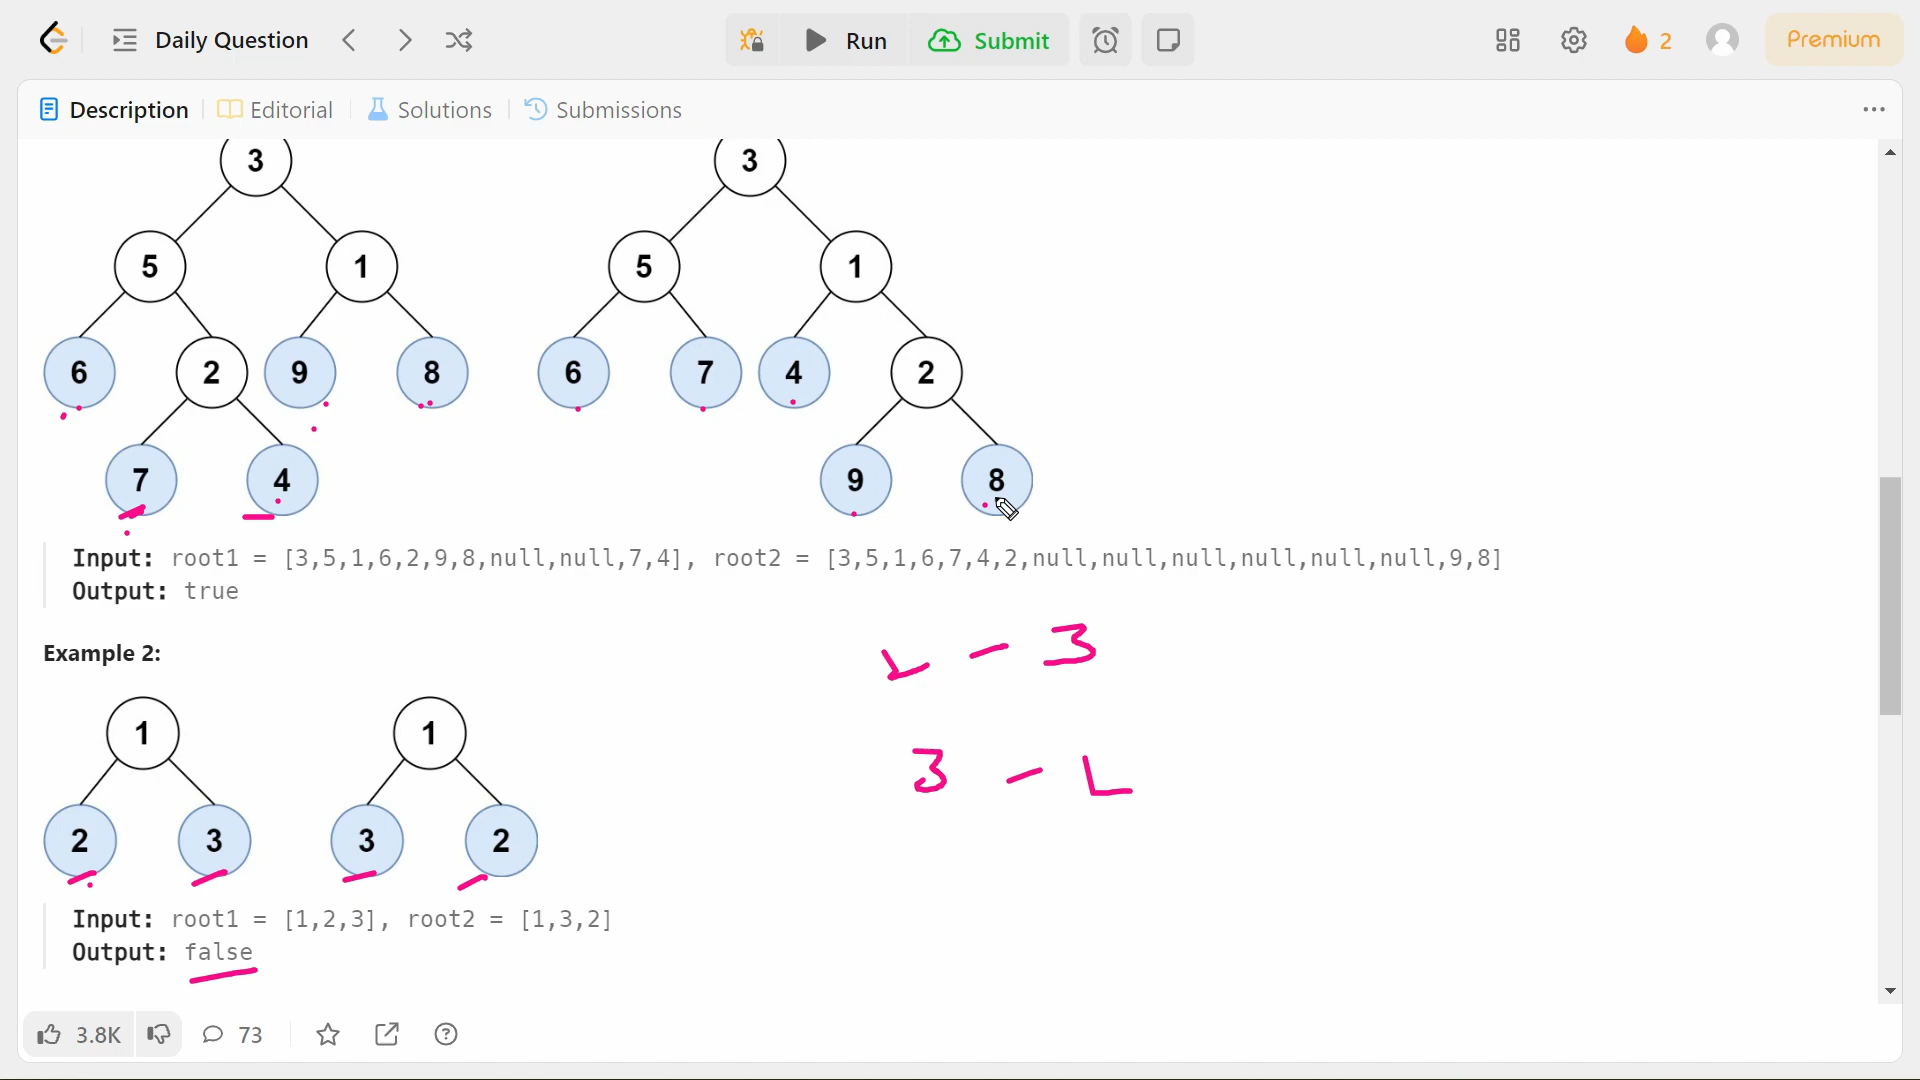 Daily Question
Run
Submit
2
Premium
Description
Editorial
Solutions
Submissions
3
3
5
1
5
1
6
2
9
8
6
7
4
2
7
4
9
8
Input: root1 = [3,5,1,6,2,9,8,null,null,7,4], root2 = [3,5,1,6,7,4,2,null,null,null,null,null,null,9,8]
Output: true
Example 2:
L - 3
3 - L
1
1
2
3
3
2
Input: root1 = [1,2,3], root2 = [1,3,2]
Output: false
3.8K
73